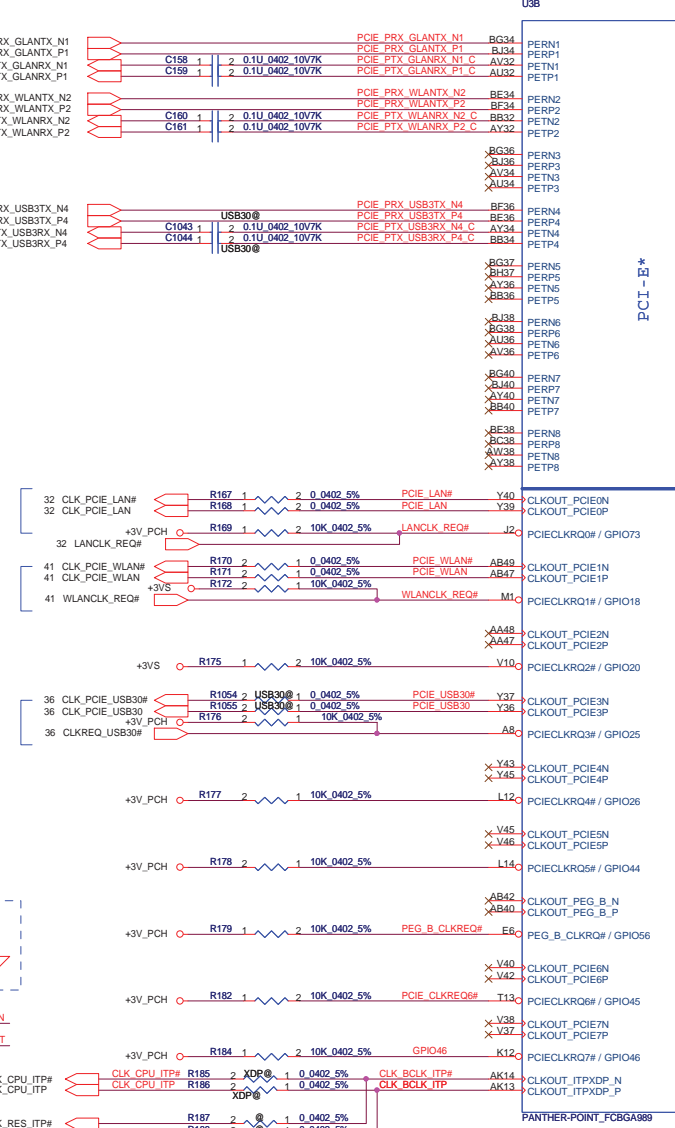 U3B
RX_GLANTX_N1 PCIE_PRX_GLANTX_N1 BG34 PERN1
RX_GLANTX_P1 PCIE_PRX_GLANTX_P1 BJ34 PERP1
TX_GLANRX_N1 C158 1 2 0.1U_0402_10V7K PCIE_PTX_GLANRX_N1_C AV32 PETN1
TX_GLANRX_P1 C159 1 2 0.1U_0402_10V7K PCIE_PTX_GLANRX_P1_C AU32 PETP1
RX_WLANTX_N2 PCIE_PRX_WLANTX_N2 BE34 PERN2
RX_WLANTX_P2 PCIE_PRX_WLANTX_P2 BF34 PERP2
TX_WLANRX_N2 C160 1 2 0.1U_0402_10V7K PCIE_PTX_WLANRX_N2_C BB32 PETN2
TX_WLANRX_P2 C161 1 2 0.1U_0402_10V7K PCIE_PTX_WLANRX_P2_C AY32 PETP2
BG36 PERN3
BJ36 PERP3
AV34 PETN3
AU34 PETP3
RX_USB3TX_N4 PCIE_PRX_USB3TX_N4 BF36 PERN4
RX_USB3TX_P4 USB30@ PCIE_PRX_USB3TX_P4 BE36 PERP4
TX_USB3RX_N4 C1043 1 2 0.1U_0402_10V7K PCIE_PTX_USB3RX_N4_C AY34 PETN4
TX_USB3RX_P4 C1044 1 2 0.1U_0402_10V7K PCIE_PTX_USB3RX_P4_C BB34 PETP4
USB30@
BG37 PERN5
BH37 PERP5
AY36 PETN5
BB36 PETP5
PCI-E*
BJ38 PERN6
BG38 PERP6
AU36 PETN6
AV36 PETP6
BG40 PERN7
BJ40 PERP7
AY40 PETN7
BB40 PETP7
BE38 PERN8
BC38 PERP8
AW38 PETN8
AY38 PETP8
32 CLK_PCIE_LAN# R167 1 2 0_0402_5% PCIE_LAN# Y40 CLKOUT_PCIE0N
32 CLK_PCIE_LAN R168 1 2 0_0402_5% PCIE_LAN Y39 CLKOUT_PCIE0P
+3V_PCH R169 1 2 10K_0402_5% LANCLK_REQ# J2 PCIECLKRQ0# / GPIO73
32 LANCLK_REQ#
41 CLK_PCIE_WLAN# R170 2 1 0_0402_5% PCIE_WLAN# AB49 CLKOUT_PCIE1N
41 CLK_PCIE_WLAN R171 2 1 0_0402_5% PCIE_WLAN AB47 CLKOUT_PCIE1P
+3VS R172 2 1 10K_0402_5%
41 WLANCLK_REQ# WLANCLK_REQ# M1 PCIECLKRQ1# / GPIO18
AA48 CLKOUT_PCIE2N
AA47 CLKOUT_PCIE2P
+3VS R175 1 2 10K_0402_5% V10 PCIECLKRQ2# / GPIO20
36 CLK_PCIE_USB30# R1054 2 USB30@ 1 0_0402_5% PCIE_USB30# Y37 CLKOUT_PCIE3N
36 CLK_PCIE_USB30 R1055 2 USB30@ 1 0_0402_5% PCIE_USB30 Y36 CLKOUT_PCIE3P
+3V_PCH R176 2 1 10K_0402_5%
36 CLKREQ_USB30# A8 PCIECLKRQ3# / GPIO25
Y43 CLKOUT_PCIE4N
Y45 CLKOUT_PCIE4P
+3V_PCH R177 2 1 10K_0402_5% L12 PCIECLKRQ4# / GPIO26
V45 CLKOUT_PCIE5N
V46 CLKOUT_PCIE5P
+3V_PCH R178 2 1 10K_0402_5% L14 PCIECLKRQ5# / GPIO44
AB42 CLKOUT_PEG_B_N
AB40 CLKOUT_PEG_B_P
+3V_PCH R179 1 2 10K_0402_5% PEG_B_CLKREQ# E6 PEG_B_CLKRQ# / GPIO56
V40 CLKOUT_PCIE6N
V42 CLKOUT_PCIE6P
+3V_PCH R182 1 2 10K_0402_5% PCIE_CLKREQ6# T13 PCIECLKRQ6# / GPIO45
N V38 CLKOUT_PCIE7N
T V37 CLKOUT_PCIE7P
+3V_PCH R184 1 2 10K_0402_5% GPIO46 K12 PCIECLKRQ7# / GPIO46
K_CPU_ITP# CLK_CPU_ITP# R185 2 XDP@ 1 0_0402_5% CLK_BCLK_ITP# AK14 CLKOUT_ITPXDP_N
K_CPU_ITP CLK_CPU_ITP R186 2 1 0_0402_5% CLK_BCLK_ITP AK13 CLKOUT_ITPXDP_P
XDP@
K_RES_ITP# R187 2 @ 1 0_0402_5% PANTHER-POINT_FCBGA989